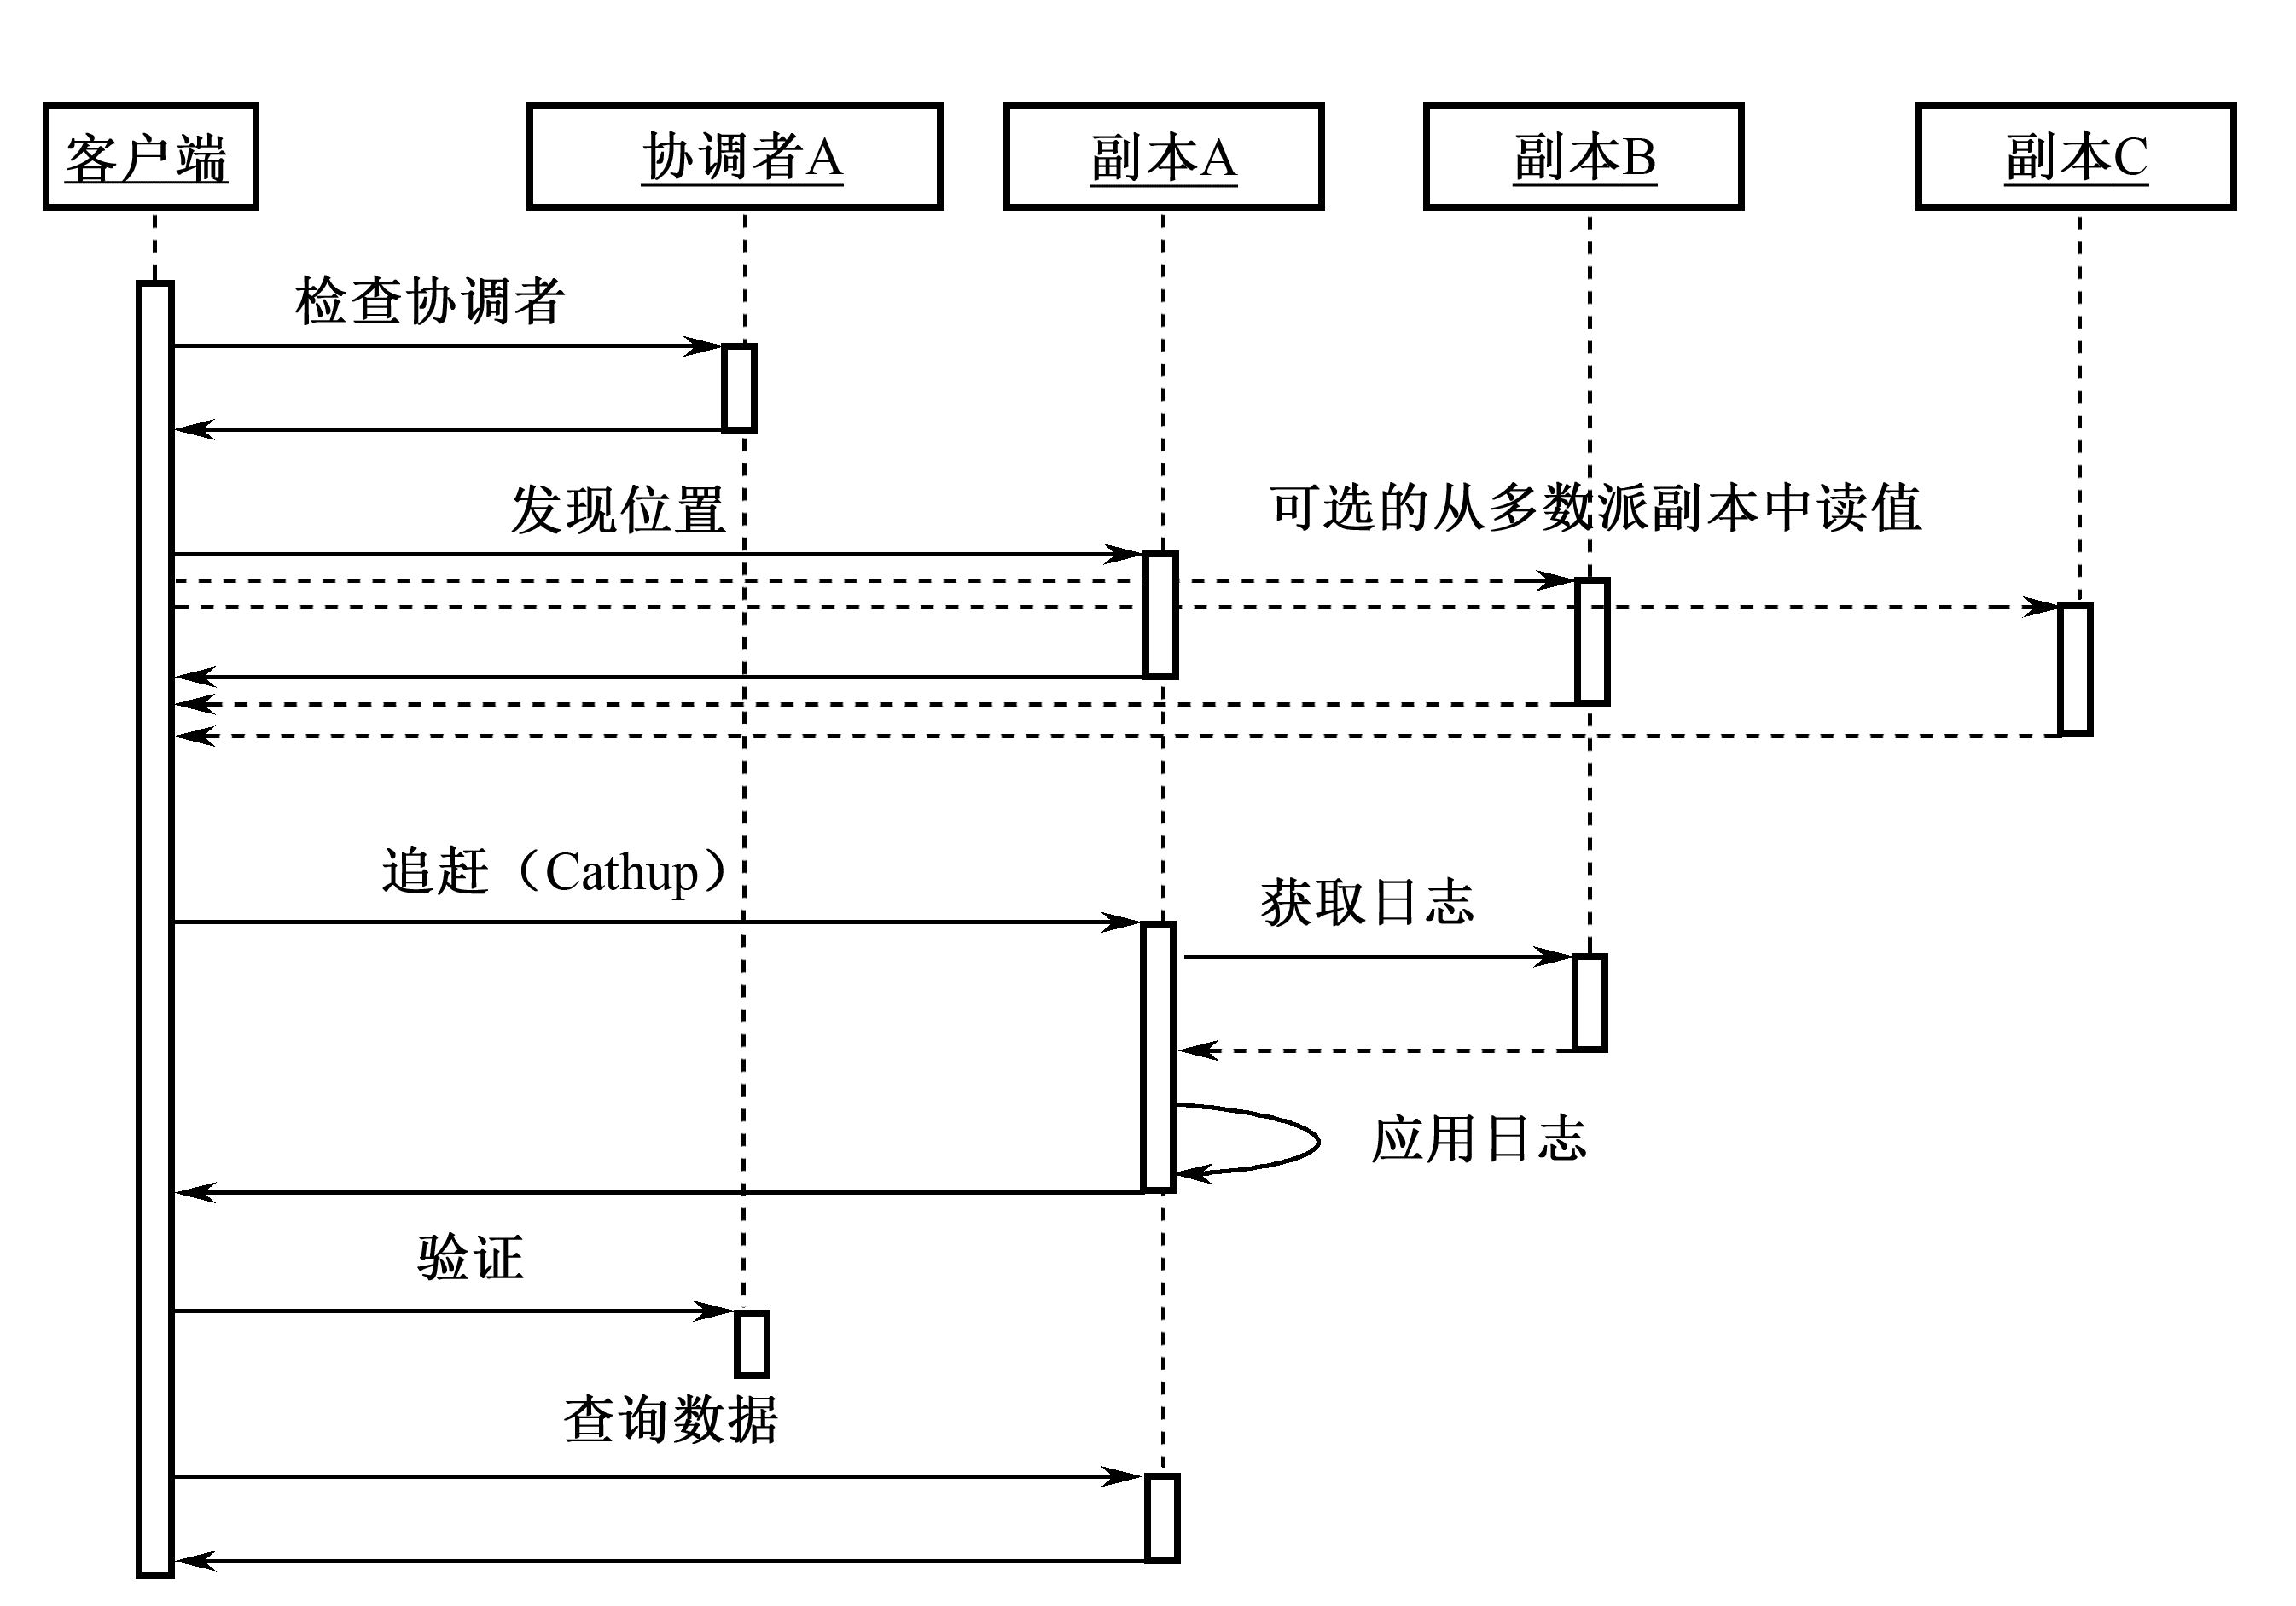 客户端
协调者A
副本A
副本B
副本C
检查协调者
发现位置
可选的从多数派副本中读值
追赶（Cathup）
获取日志
应用日志
验证
查询数据